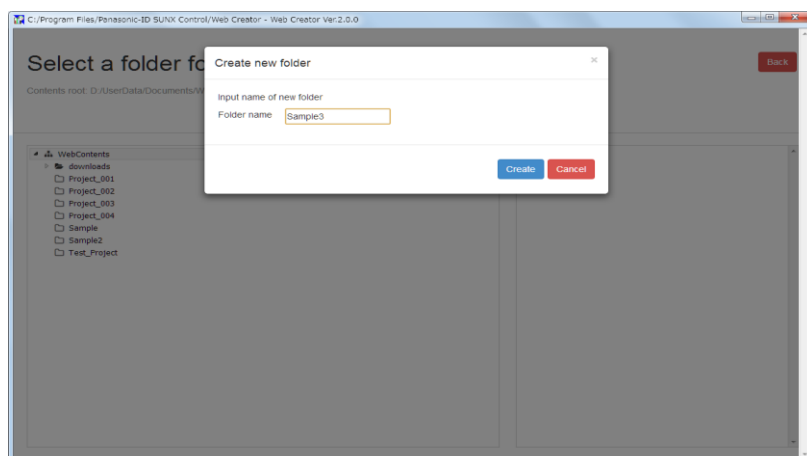 C:/Program Files/Panasonic-ID SUNX Control/Web Creator - Web Creator Ver.2.0.0
Select a folder fo
Back
Contents root: D:/UserData/Documents/W
Create new folder
×
Input name of new folder
Folder name Sample3
Create Cancel
WebContents
downloads
Project_001
Project_002
Project_003
Project_004
Sample
Sample2
Test_Project